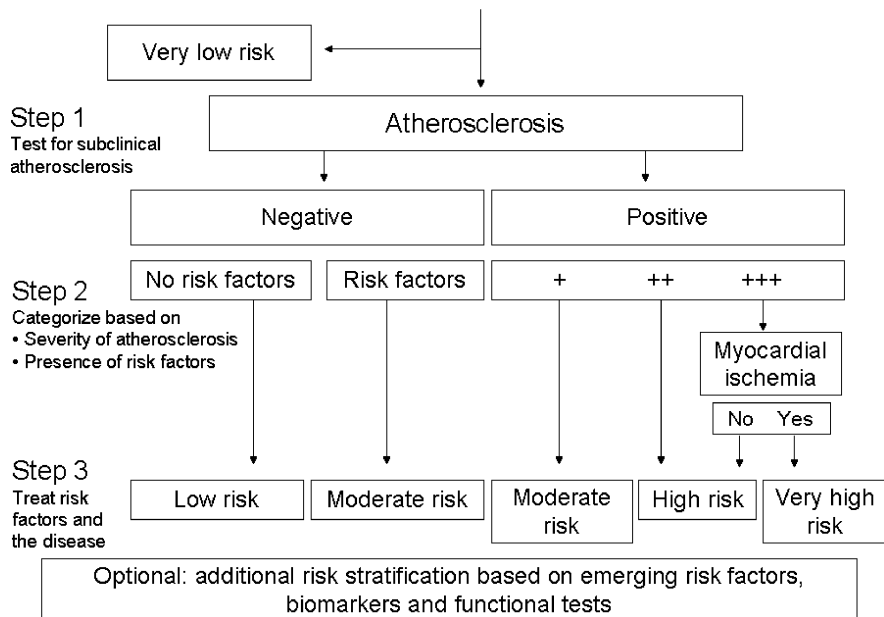 Very low risk
Step 1
Test for subclinical
atherosclerosis
Atherosclerosis
Negative
Positive
Step 2
Categorize based on
• Severity of atherosclerosis
• Presence of risk factors
No risk factors
Risk factors
+ ++ +++
Myocardial
ischemia
No Yes
Step 3
Treat risk
factors and
the disease
Low risk
Moderate risk
Moderate
risk
High risk
Very high
risk
Optional: additional risk stratification based on emerging risk factors,
biomarkers and functional tests